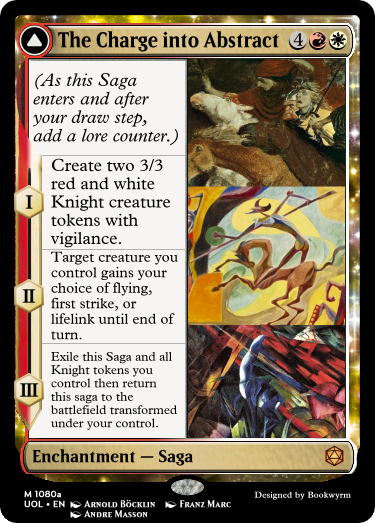 The Charge into Abstract 4
(As this Saga
enters and after
your draw step,
add a lore counter.)
I
Create two 3/3
red and white
Knight creature
tokens with
vigilance.
II
Target creature you
control gains your
choice of flying,
first strike, or
lifelink until end of
turn.
III
Exile this Saga and all
Knight tokens you
control then return
this saga to the
battlefield transformed
under your control.
Enchantment — Saga
M 1080a
UOL • EN Arnold Böcklin Franz Marc
Andre Masson
Designed by Bookwyrm